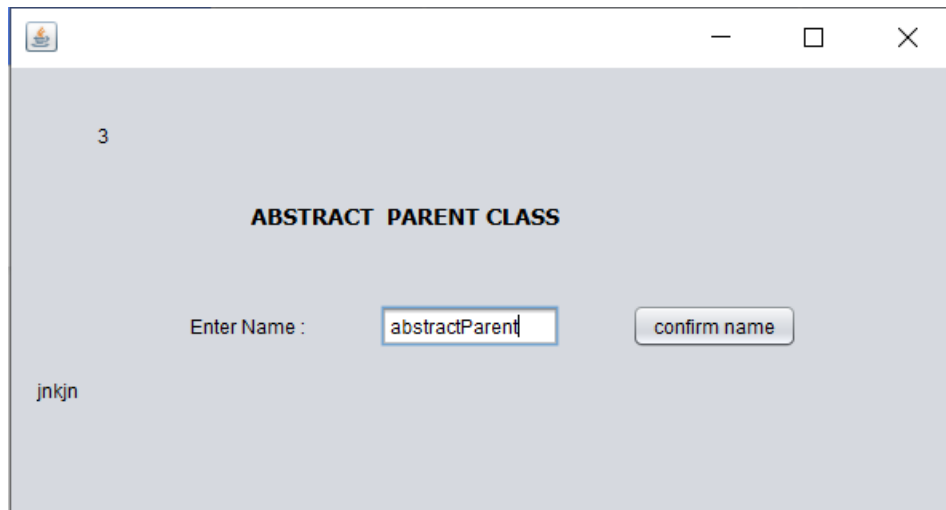 3
ABSTRACT PARENT CLASS
Enter Name : abstractParent confirm name
jnkjn